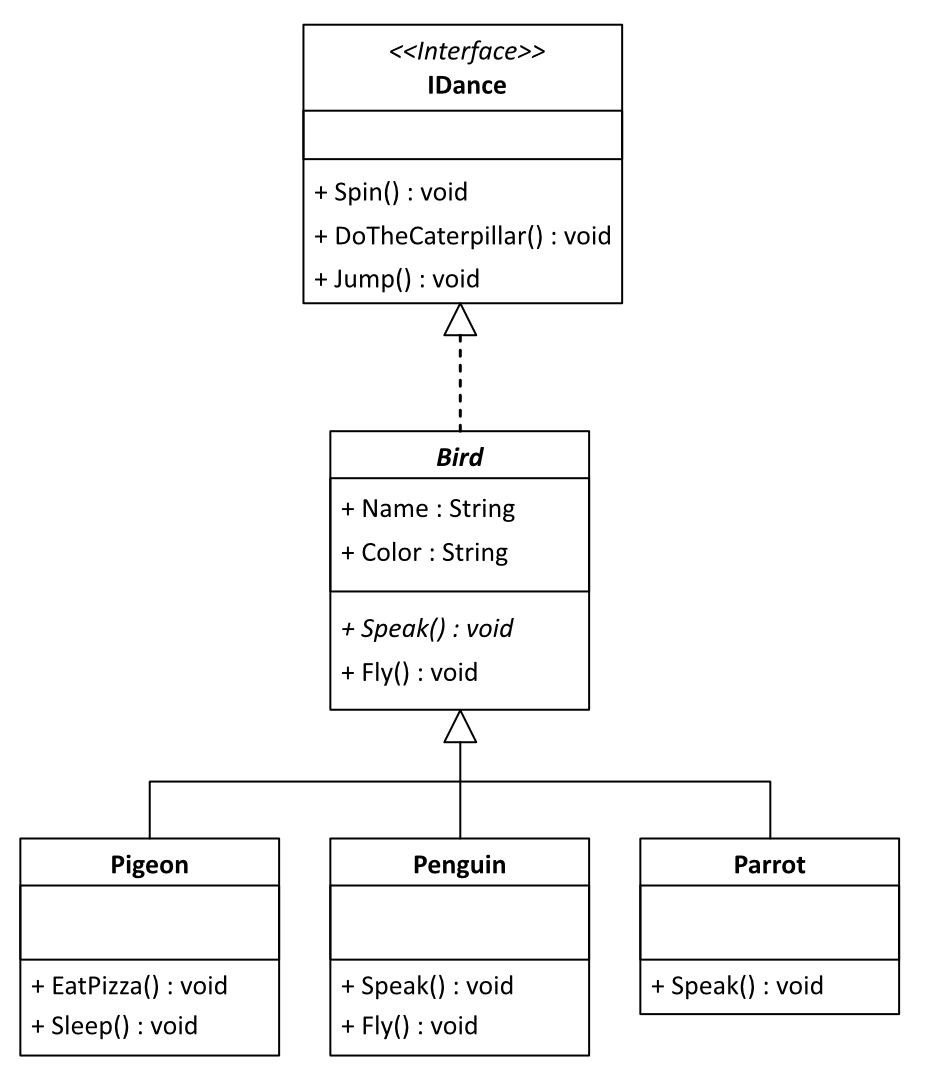 <<Interface>>
IDance
+ Spin() : void
+ DoTheCaterpillar() : void
+ Jump() : void
Bird
+ Name : String
+ Color : String
+ Speak() : void
+ Fly() : void
Pigeon
+ EatPizza() : void
+ Sleep() : void
Penguin
+ Speak() : void
+ Fly() : void
Parrot
+ Speak() : void